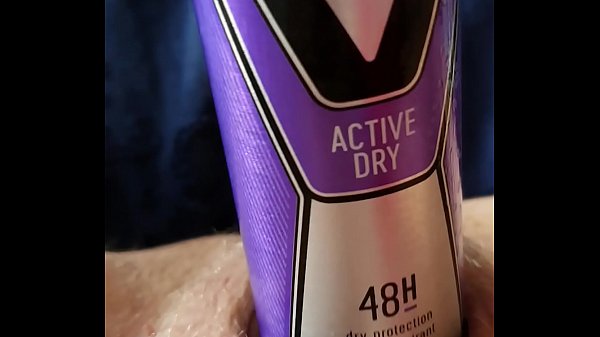 ACTIVE
DRY
48H
dry protection